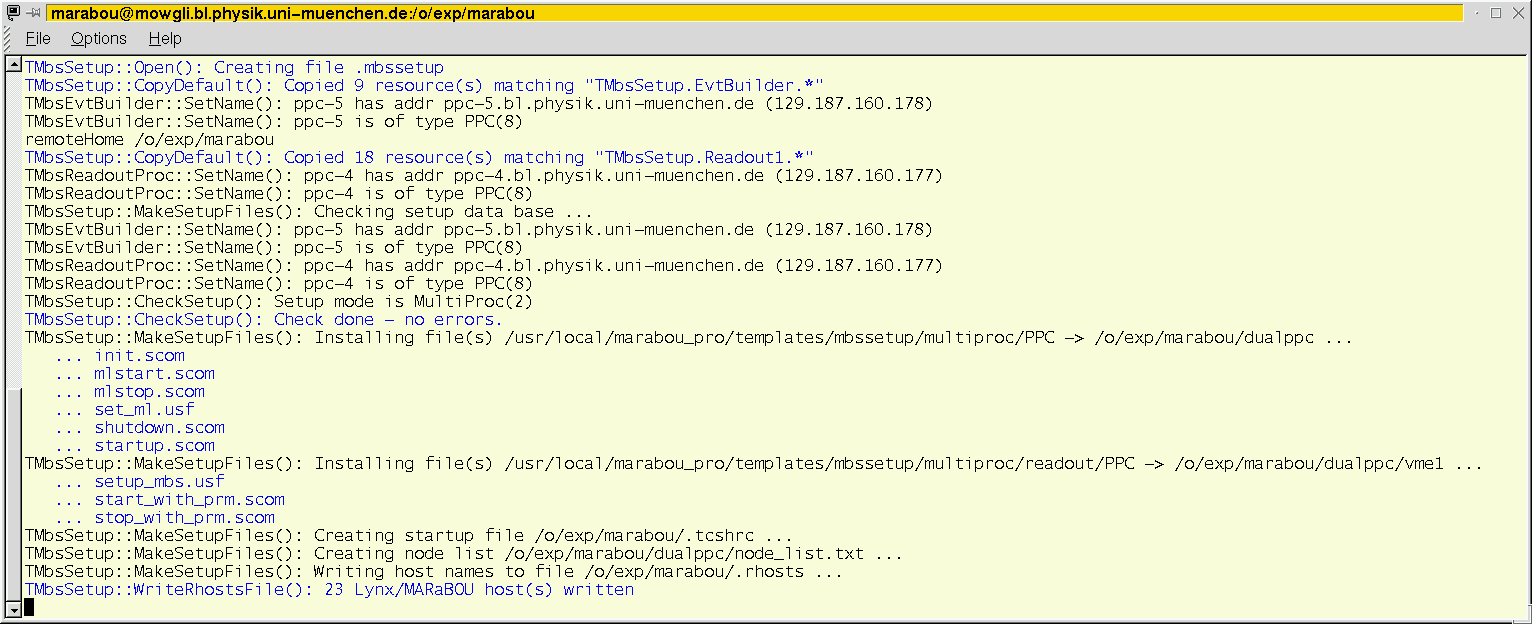 marabou@mowgli.bl.physik.uni-muenchen.de:/o/exp/marabou
File Options Help
TMbsSetup::Open(): Creating file .mbssetup
TMbsSetup::CopyDefault(): Copied 9 resource(s) matching "TMbsSetup.EvtBuilder.*"
TMbsEvtBuilder::SetName(): ppc-5 has addr ppc-5.bl.physik.uni-muenchen.de (129.187.160.178)
TMbsEvtBuilder::SetName(): ppc-5 is of type PPC(8)
remoteHome /o/exp/marabou
TMbsSetup::CopyDefault(): Copied 18 resource(s) matching "TMbsSetup.Readout1.*"
TMbsReadoutProc::SetName(): ppc-4 has addr ppc-4.bl.physik.uni-muenchen.de (129.187.160.177)
TMbsReadoutProc::SetName(): ppc-4 is of type PPC(8)
TMbsSetup::MakeSetupFiles(): Checking setup data base ...
TMbsEvtBuilder::SetName(): ppc-5 has addr ppc-5.bl.physik.uni-muenchen.de (129.187.160.178)
TMbsEvtBuilder::SetName(): ppc-5 is of type PPC(8)
TMbsReadoutProc::SetName(): ppc-4 has addr ppc-4.bl.physik.uni-muenchen.de (129.187.160.177)
TMbsReadoutProc::SetName(): ppc-4 is of type PPC(8)
TMbsSetup::CheckSetup(): Setup mode is MultiProc(2)
TMbsSetup::CheckSetup(): Check done - no errors.
TMbsSetup::MakeSetupFiles(): Installing file(s) /usr/local/marabou_pro/templates/mbssetup/multiproc/PPC -> /o/exp/marabou/dualppc ...
... init.scom
... mlstart.scom
... mlstop.scom
... set_ml.usf
... shutdown.scom
... startup.scom
TMbsSetup::MakeSetupFiles(): Installing file(s) /usr/local/marabou_pro/templates/mbssetup/multiproc/readout/PPC -> /o/exp/marabou/dualppc/vme1 ...
... setup_mbs.usf
... start_with_prm.scom
... stop_with_prm.scom
TMbsSetup::MakeSetupFiles(): Creating startup file /o/exp/marabou/.tcshrc ...
TMbsSetup::MakeSetupFiles(): Creating node list /o/exp/marabou/dualppc/node_list.txt ...
TMbsSetup::MakeSetupFiles(): Writing host names to file /o/exp/marabou/.rhosts ...
TMbsSetup::WriteRhostsFile(): 23 Lynx/MARaBOU host(s) written